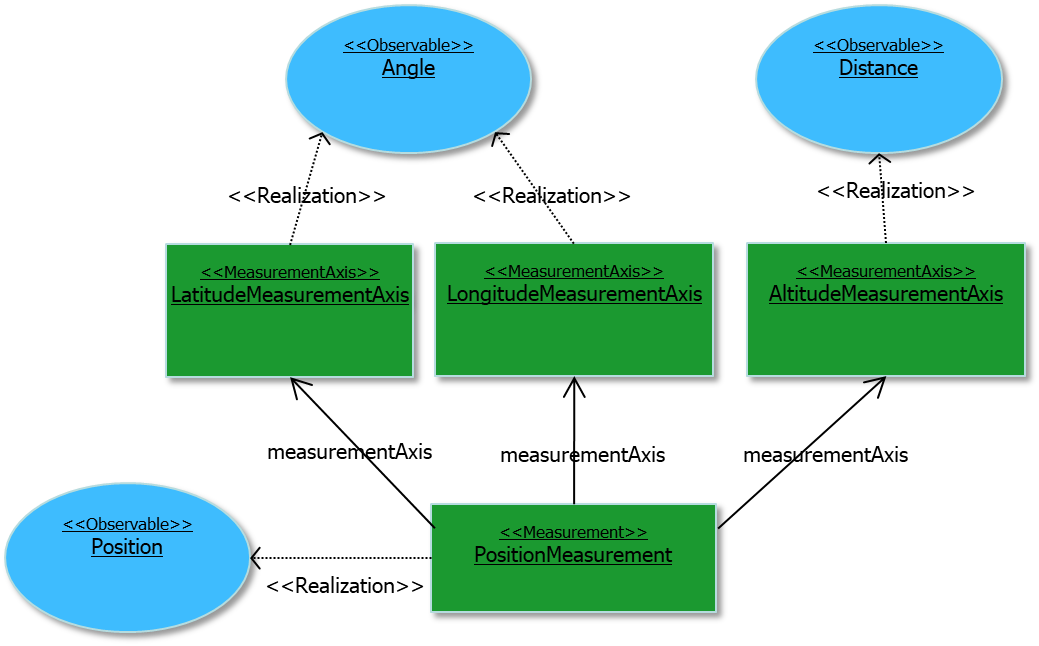 <<Observable>>
Angle
<<Observable>>
Distance
<<Realization>>
<<Realization>>
<<Realization>>
<<MeasurementAxis>>
LatitudeMeasurementAxis
<<MeasurementAxis>>
LongitudeMeasurementAxis
<<MeasurementAxis>>
AltitudeMeasurementAxis
measurementAxis
measurementAxis
measurementAxis
<<Observable>>
Position
<<Measurement>>
PositionMeasurement
<<Realization>>